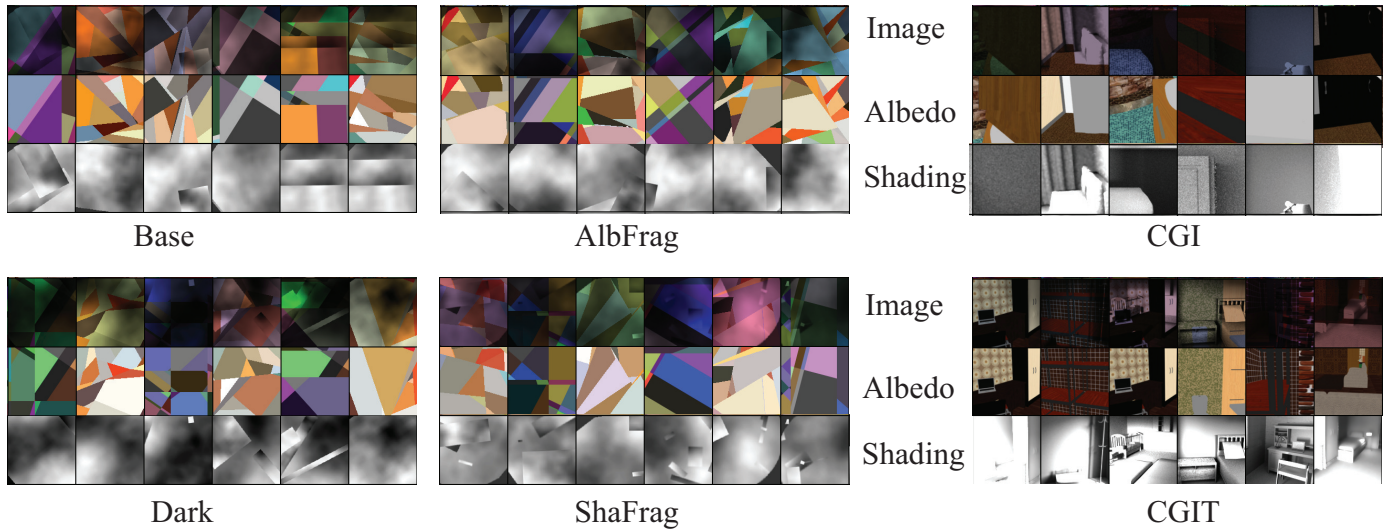 Image
Albedo
Shading
Base
AlbFrag
CGI
Image
Albedo
Shading
Dark
ShaFrag
CGIT